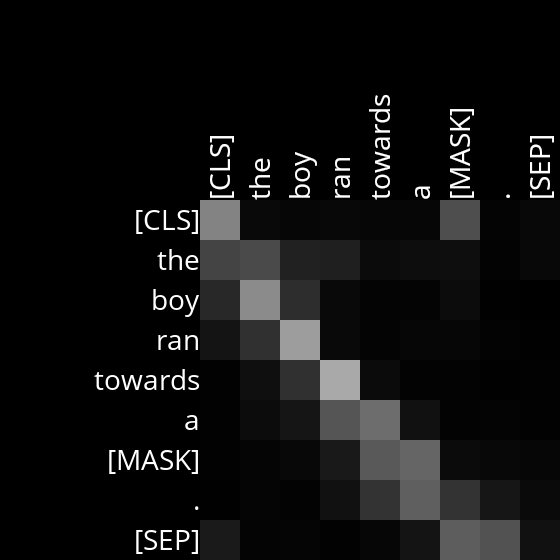 [CLS] the boy ran towards a [MASK] . [SEP]
[CLS]
the
boy
ran
towards
a
[MASK]
.
[SEP]